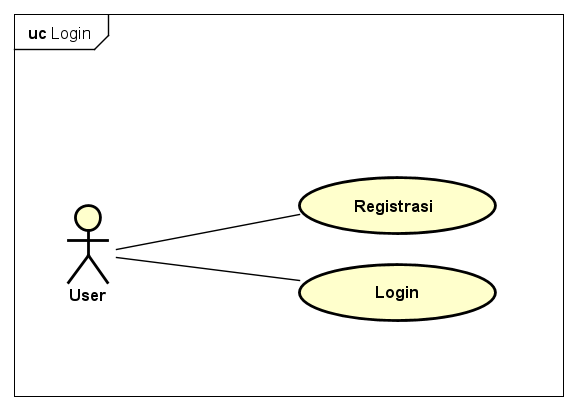 uc Login
Registrasi
User
Login